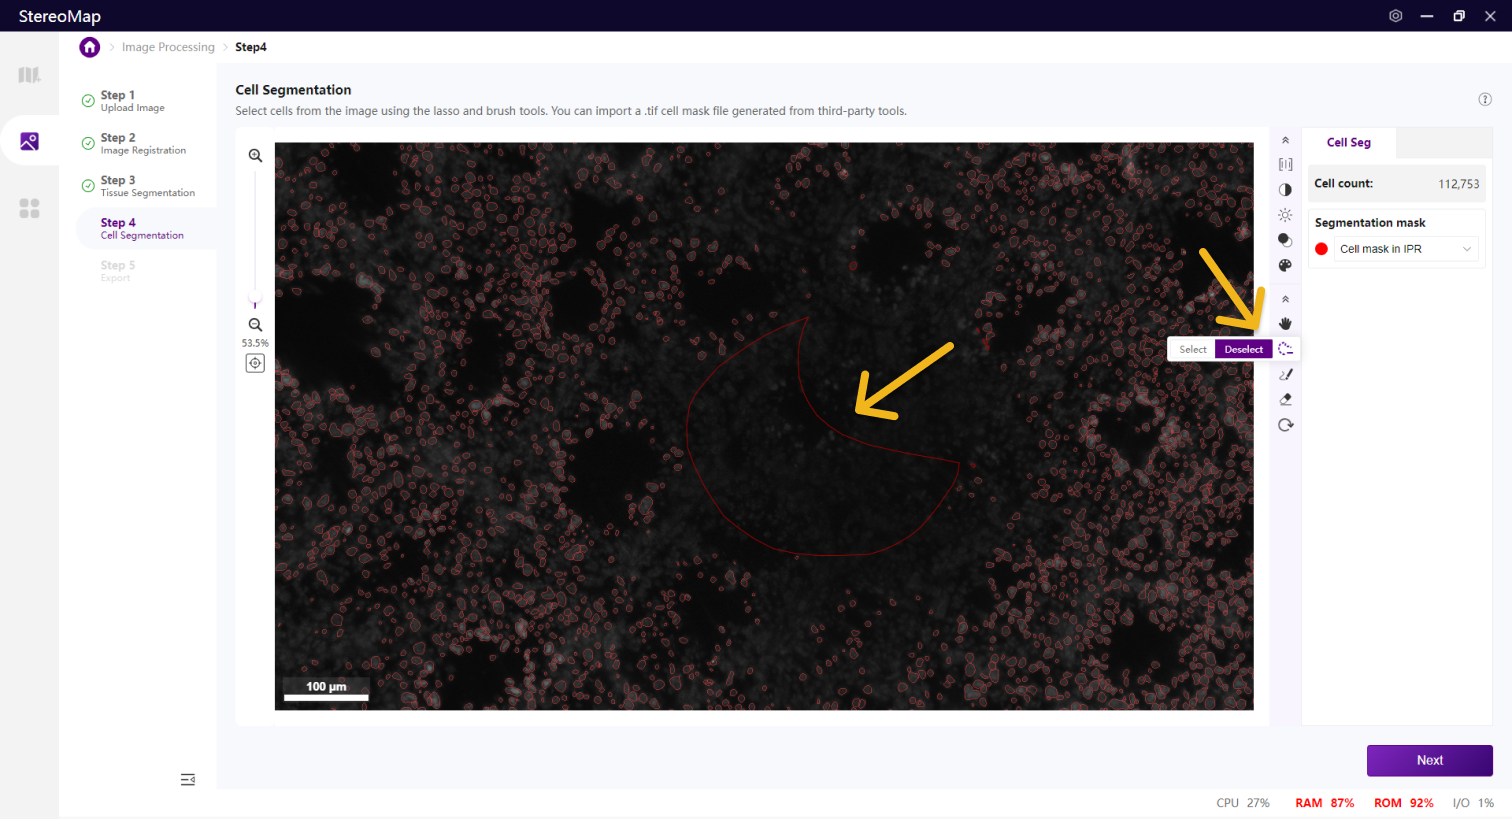 StereoMap
Image Processing
Step4
Step 1
Upload Image
Step 2
Image Registration
Step 3
Tissue Segmentation
Step 4
Cell Segmentation
Step 5
Export
Cell Segmentation
Select cells from the image using the lasso and brush tools. You can import a .tif cell mask file generated from third-party tools.
53.5%
100 μm
Select
Deselect
Cell Seg
Cell count: 112,753
Segmentation mask
Cell mask in IPR
Next
CPU 27% RAM 87% ROM 92% I/O 1%